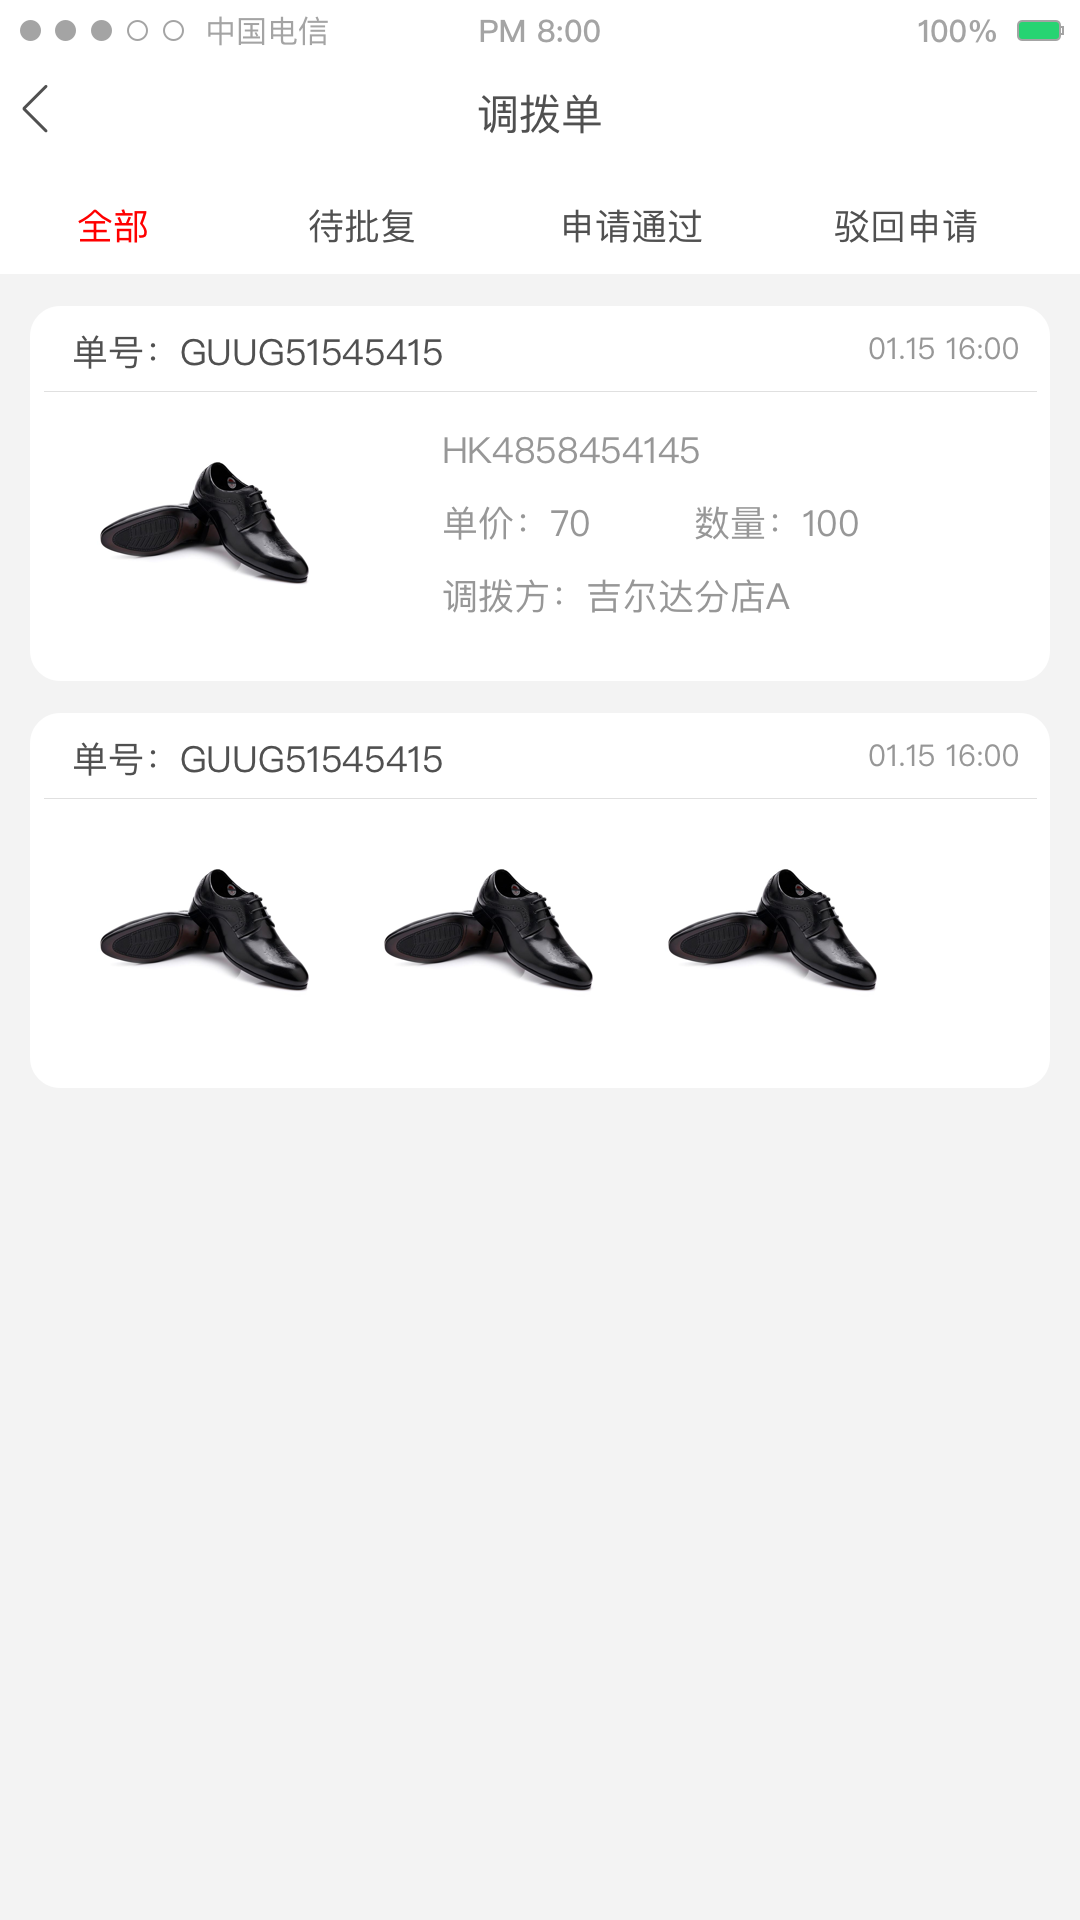 中国电信 PM 8:00 100%
调拨单
全部 待批复 申请通过 驳回申请
单号：GUUG51545415 01.15 16:00
HK4858454145
单价：70 数量：100
调拨方：吉尔达分店A
单号：GUUG51545415 01.15 16:00